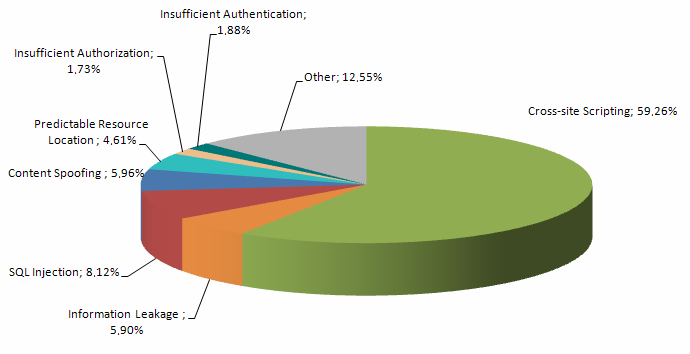 Insufficient Authentication;
1,88%
Insufficient Authorization;
1,73%
Other; 12,55%
Cross-site Scripting; 59,26%
Predictable Resource
Location ; 4,61%
Content Spoofing ; 5,96%
SQL Injection; 8,12%
Information Leakage ;
5,90%